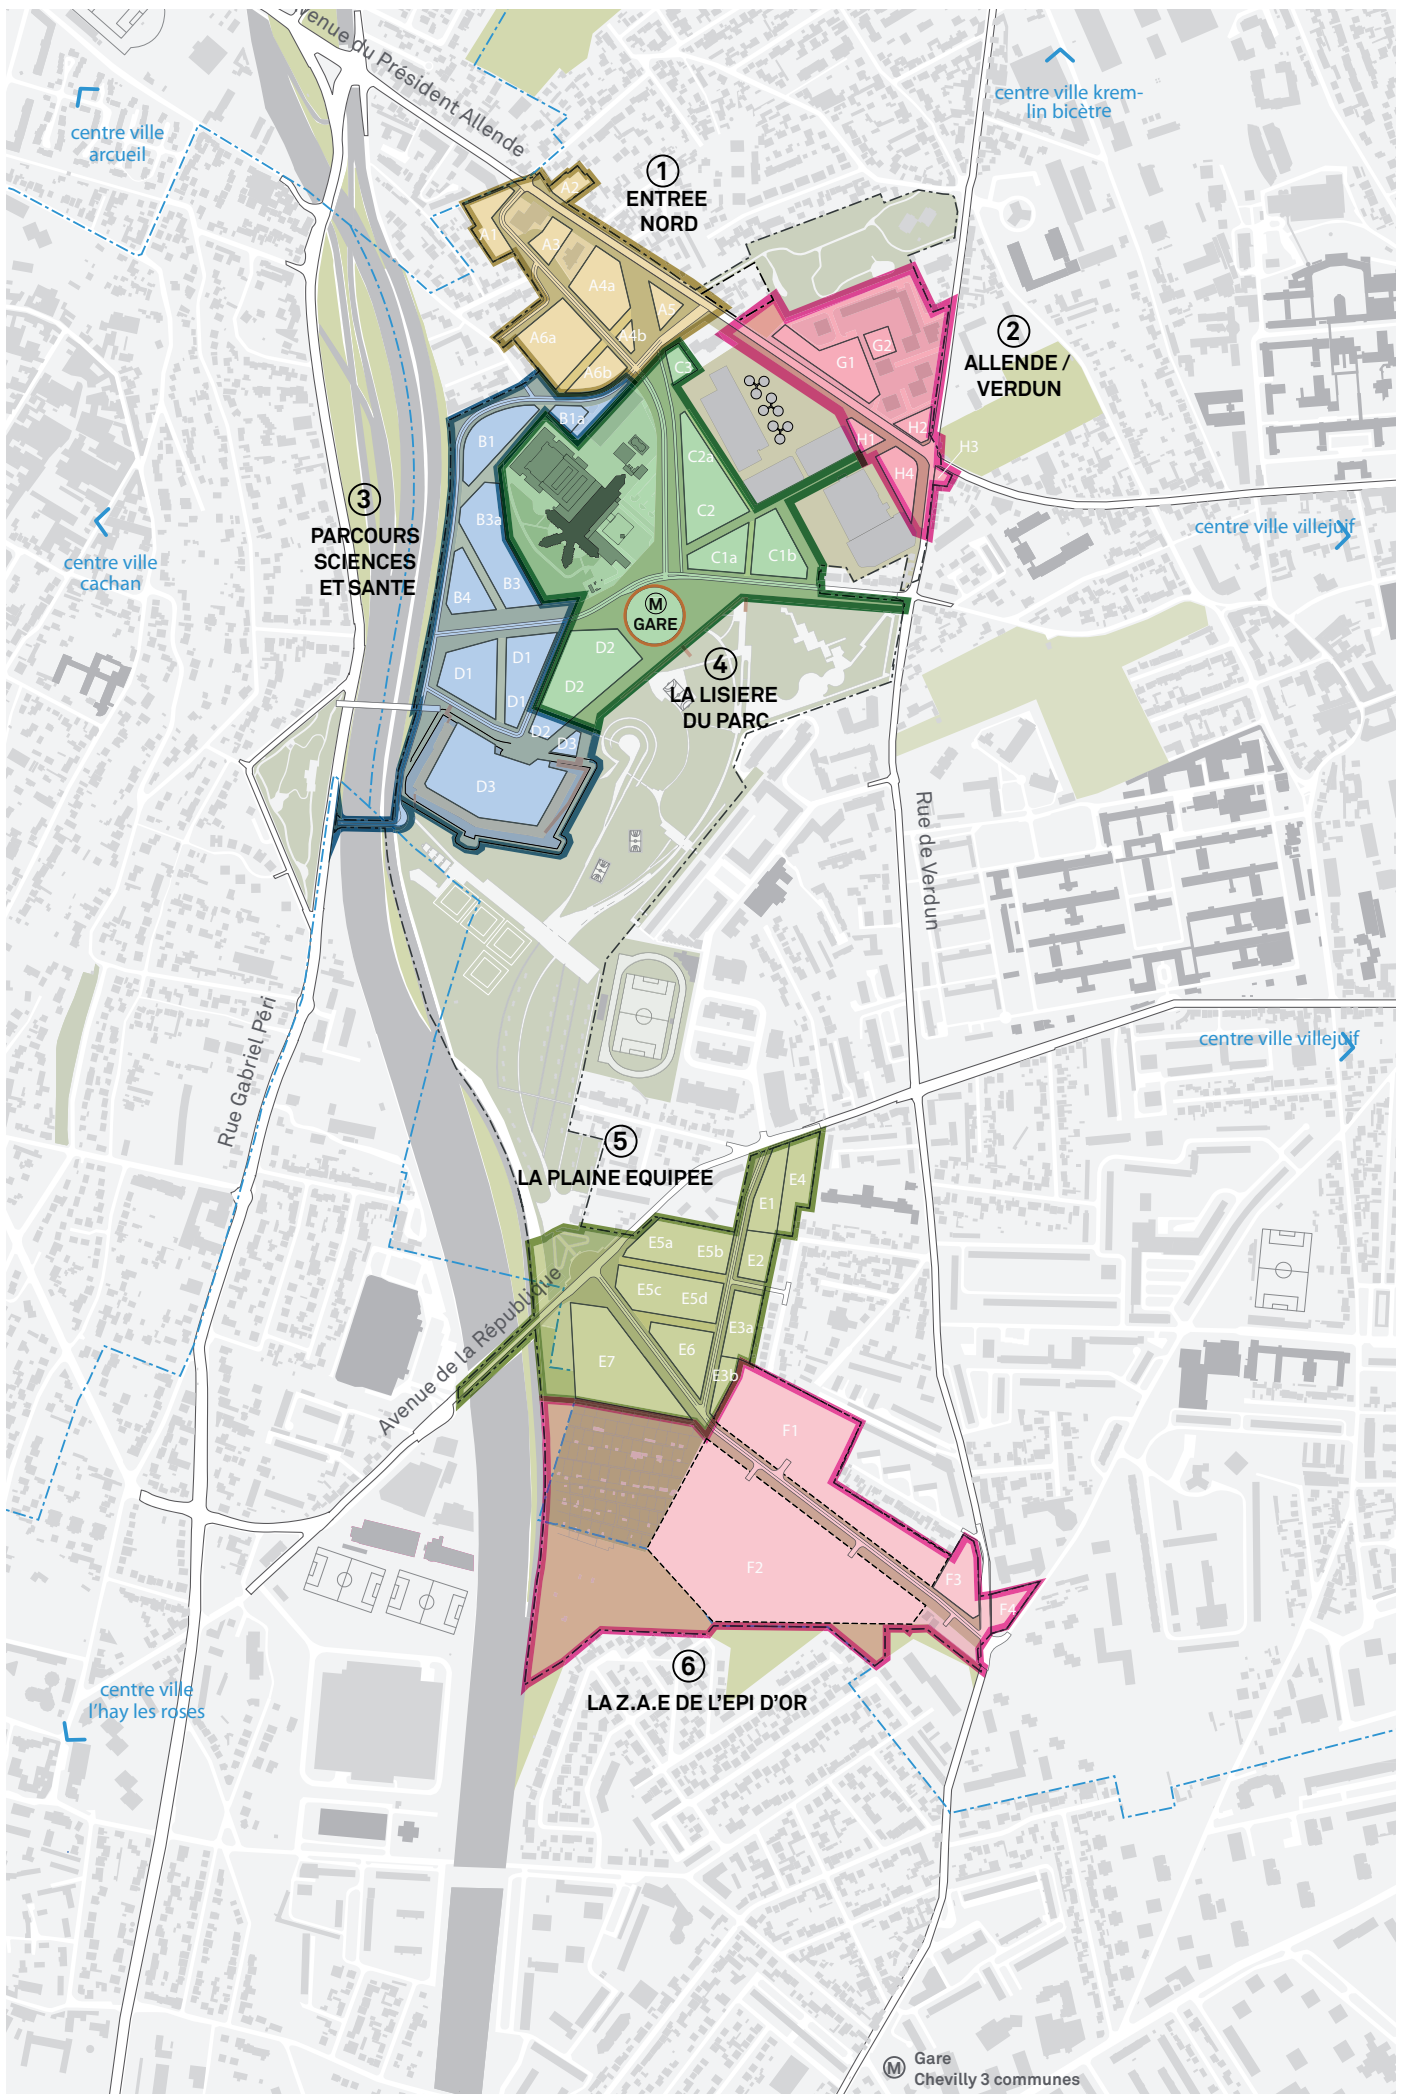 Avenue du Président Allende
centre ville
arcueil
centre ville krem-
lin bicètre
1
ENTREE
NORD
A2
A1
A3
A4a
A5
A4b
A6a
A6b
2
ALLENDE /
VERDUN
G2
G1
H2
H1
H3
H4
C3
C2a
C2
C1a
C1b
B1a
B1
B3a
B3
B4
3
PARCOURS
SCIENCES
ET SANTE
centre ville
cachan
centre ville villejuif
M
GARE
D2
D2
D1
D1
D1
D2
D3
D3
4
LA LISIERE
DU PARC
Rue de Verdun
Rue Gabriel Péri
centre ville villejuif
5
LA PLAINE EQUIPEE
E4
E1
E2
E5a
E5b
E5c
E5d
E3a
E6
E7
E3b
Avenue de la République
F1
F2
F3
F4
6
LA Z.A.E DE L'EPI D'OR
centre ville
l'hay les roses
M
Gare
Chevilly 3 communes